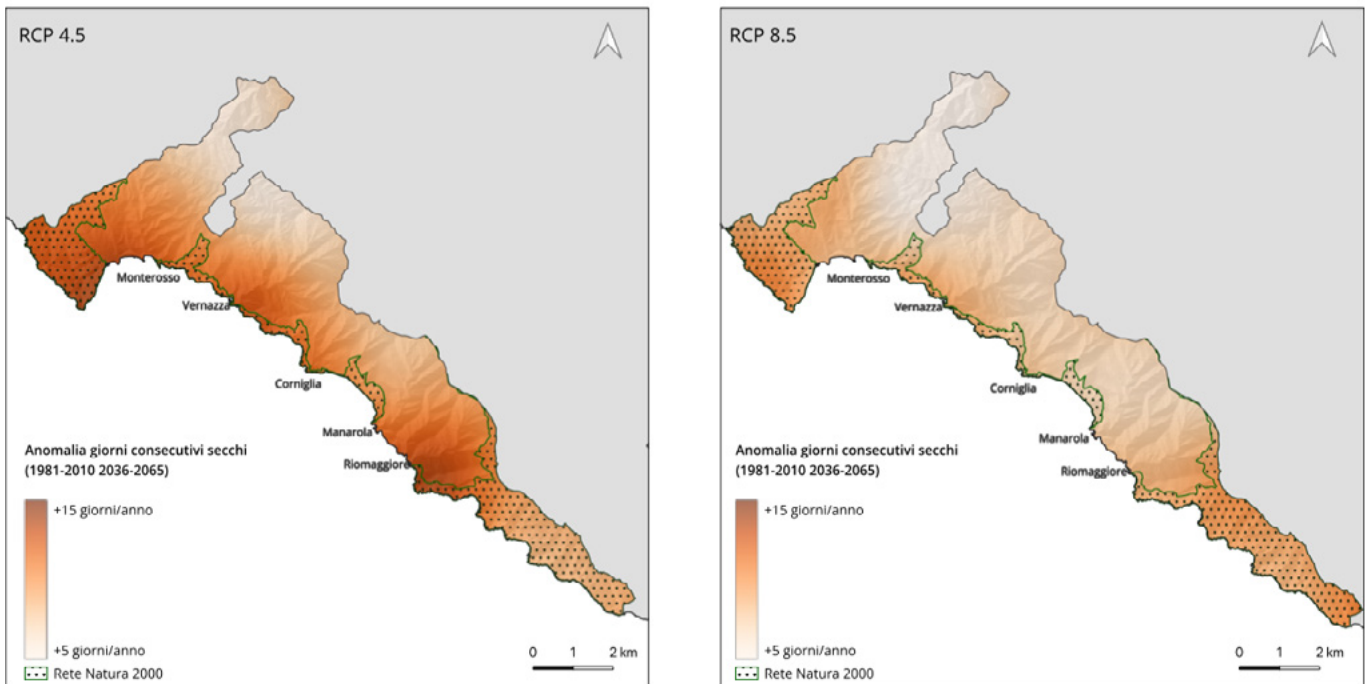 RCP 4.5
Monterosso
Vernazza
Corniglia
Manarola
Riomaggiore
Anomalia giorni consecutivi secchi
(1981-2010 2036-2065)
+15 giorni/anno
+5 giorni/anno
Rete Natura 2000
0 1 2 km
RCP 8.5
Monterosso
Vernazza
Corniglia
Manarola
Riomaggiore
Anomalia giorni consecutivi secchi
(1981-2010 2036-2065)
+15 giorni/anno
+5 giorni/anno
Rete Natura 2000
0 1 2 km